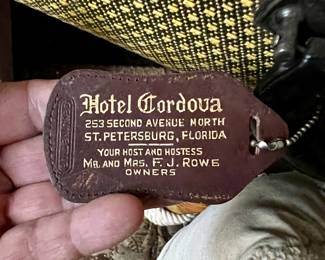 Hotel Cordova
253 SECOND AVENUE NORTH
ST. PETERSBURG, FLORIDA
YOUR HOST AND HOSTESS
MR. AND MRS. F. J. ROWE
OWNERS